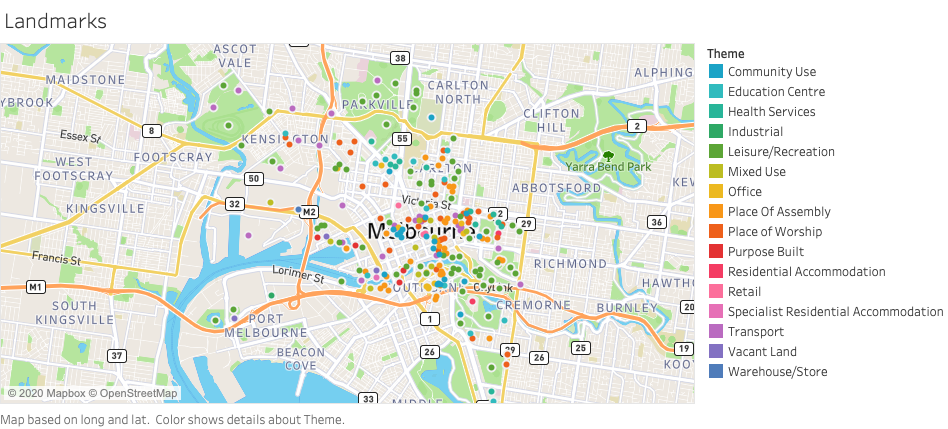 Landmarks
ASCOT
VALE
38
MAIDSTONE
CARLTON
NORTH
ALPHING
YBROOK
PARKVILLE
CLIFTON
HILL
8
Essex St
KENSINGTON
55
2
FOOTSCRAY
WEST
FOOTSCRAY
Yarra Bend Park
50
ABBOTSFORD
KEW
KINGSVILLE
32
M2
Victoria St
2
29
36
Melbourne
Francis St
Lorimer St
RICHMOND
HAWTHO
M1
SOUTH
KINGSVILLE
CREMORNE
BURNLEY
20
PORT
MELBOURNE
1
37
BEACON
COVE
26
29
26
25
19
KOO
33
MIDDLE
© 2020 Mapbox © OpenStreetMap
Theme
Community Use
Education Centre
Health Services
Industrial
Leisure/Recreation
Mixed Use
Office
Place Of Assembly
Place of Worship
Purpose Built
Residential Accommodation
Retail
Specialist Residential Accommodation
Transport
Vacant Land
Warehouse/Store
Map based on long and lat. Color shows details about Theme.